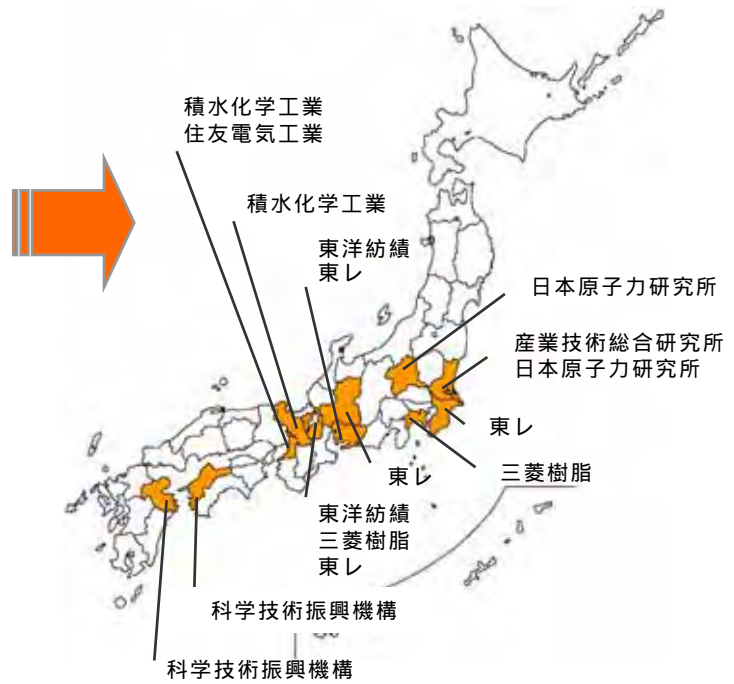 積水化学工業
住友電気工業
積水化学工業
東洋紡績
東レ
日本原子力研究所
産業技術総合研究所
日本原子力研究所
東レ
三菱樹脂
東レ
東洋紡績
三菱樹脂
東レ
科学技術振興機構
科学技術振興機構